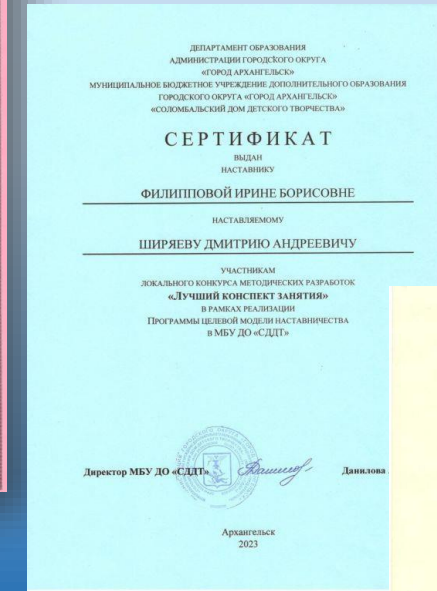 ДЕПАРТАМЕНТ ОБРАЗОВАНИЯ
АДМИНИСТРАЦИИ ГОРОДСКОГО ОКРУГА
«ГОРОД АРХАНГЕЛЬСК»
МУНИЦИПАЛЬНОЕ БЮДЖЕТНОЕ УЧРЕЖДЕНИЕ ДОПОЛНИТЕЛЬНОГО ОБРАЗОВАНИЯ
ГОРОДСКОГО ОКРУГА «ГОРОД АРХАНГЕЛЬСК»
«СОЛОМБАЛЬСКИЙ ДОМ ДЕТСКОГО ТВОРЧЕСТВА»
СЕРТИФИКАТ
ВЫДАН
НАСТАВНИКУ
ФИЛИППОВОЙ ИРИНЕ БОРИСОВНЕ
НАСТАВЛЯЕМОМУ
ШИРЯЕВУ ДМИТРИЮ АНДРЕЕВИЧУ
УЧАСТНИКАМ
ЛОКАЛЬНОГО КОНКУРСА МЕТОДИЧЕСКИХ РАЗРАБОТОК
«ЛУЧШИЙ КОНСПЕКТ ЗАНЯТИЯ»
В РАМКАХ РЕАЛИЗАЦИИ
ПРОГРАММЫ ЦЕЛЕВОЙ МОДЕЛИ НАСТАВНИЧЕСТВА
В МБУ ДО «СДДТ»
Директор МБУ ДО «СДДТ» Данилова
Архангельск
2023